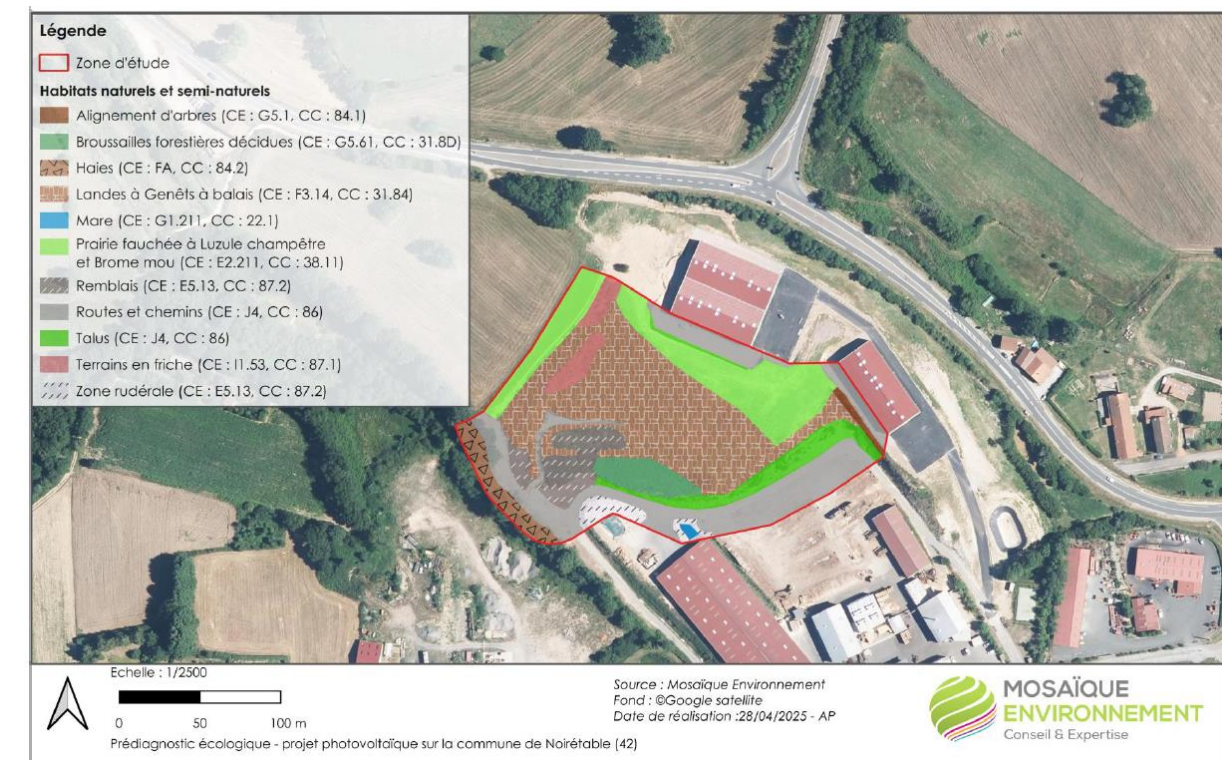 Légende
Zone d'étude
Habitats naturels et semi-naturels
Alignement d'arbres (CE : G5.1, CC : 84.1)
Broussailles forestières décidues (CE : G5.61, CC : 31.8D)
Haies (CE : FA, CC : 84.2)
Landes à Genêts à balais (CE : F3.14, CC : 31.84)
Mare (CE : G1.211, CC : 22.1)
Prairie fauchée à Luzule champêtre
et Brome mou (CE : E2.211, CC : 38.11)
Remblais (CE : E5.13, CC : 87.2)
Routes et chemins (CE : J4, CC : 86)
Talus (CE : J4, CC : 86)
Terrains en friche (CE : I1.53, CC : 87.1)
Zone rudérale (CE : E5.13, CC : 87.2)
Echelle : 1/2500
0 50 100 m
Prédiagnostic écologique - projet photovoltaïque sur la commune de Noirétable (42)
Source : Mosaïque Environnement
Fond : ©Google satellite
Date de réalisation :28/04/2025 - AP
MOSAÏQUE
ENVIRONNEMENT
Conseil & Expertise